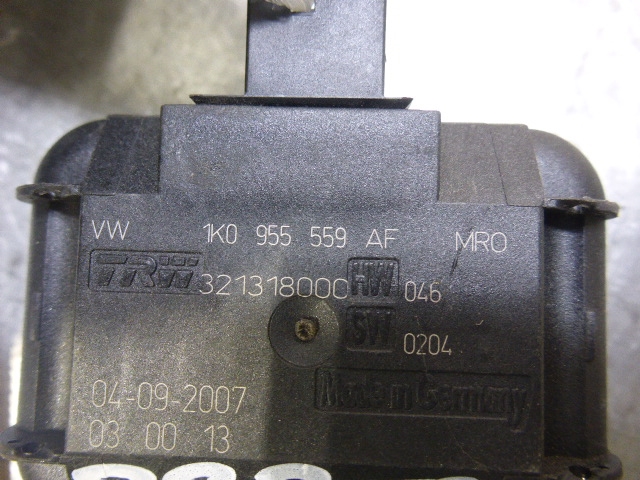 VW 1K0 955 559 AF MRO
TRW 321318000 HW 046
SW 0204
Made in Germany
04-09-2007
03 00 13